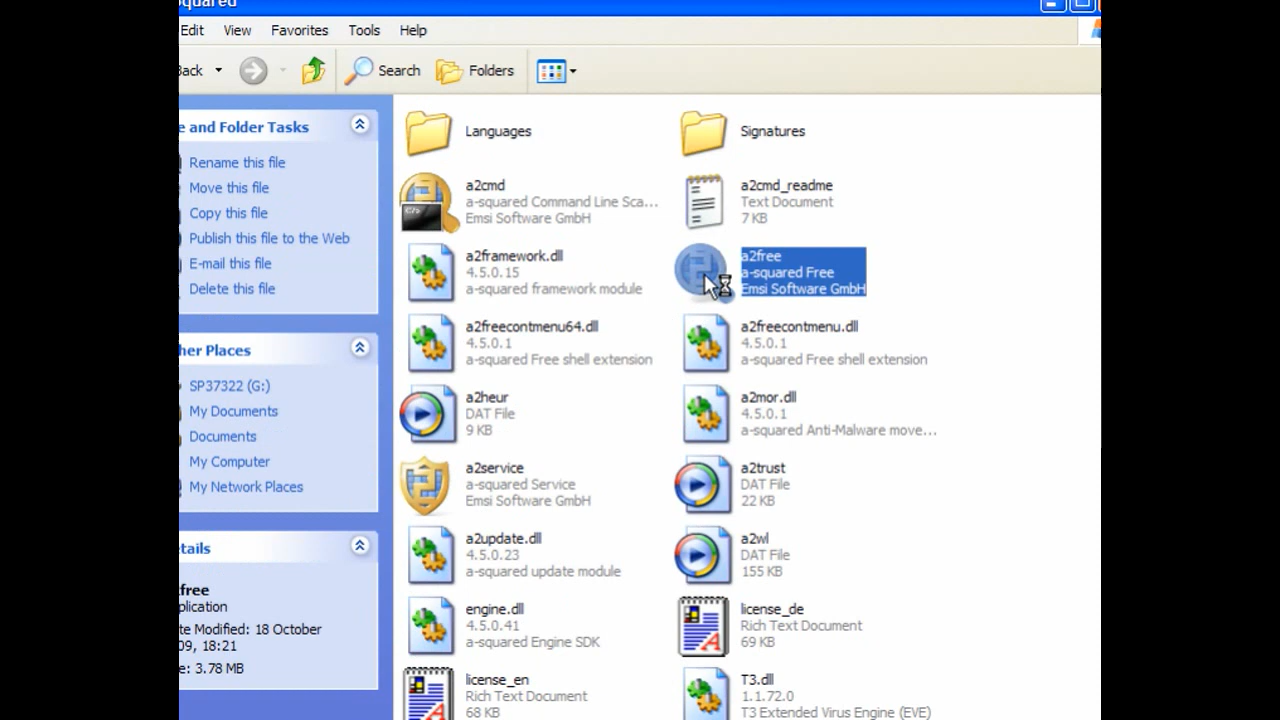 squared
Edit View Favorites Tools Help
Back Search Folders
e and Folder Tasks
Rename this file
Move this file
Copy this file
Publish this file to the Web
E-mail this file
Delete this file
her Places
SP37322 (G:)
My Documents
Documents
My Computer
My Network Places
etails
free
plication
te Modified: 18 October
09, 18:21
e: 3.78 MB
Languages
Signatures
a2cmd
a-squared Command Line Sca...
Emsi Software GmbH
a2cmd_readme
Text Document
7 KB
a2framework.dll
4.5.0.15
a-squared framework module
a2free
a-squared Free
Emsi Software GmbH
a2freecontmenu64.dll
4.5.0.1
a-squared Free shell extension
a2freecontmenu.dll
4.5.0.1
a-squared Free shell extension
a2heur
DAT File
9 KB
a2mor.dll
4.5.0.1
a-squared Anti-Malware move...
a2service
a-squared Service
Emsi Software GmbH
a2trust
DAT File
22 KB
a2update.dll
4.5.0.23
a-squared update module
a2wl
DAT File
155 KB
engine.dll
4.5.0.41
a-squared Engine SDK
license_de
Rich Text Document
69 KB
license_en
Rich Text Document
68 KB
T3.dll
1.1.72.0
T3 Extended Virus Engine (EVE)